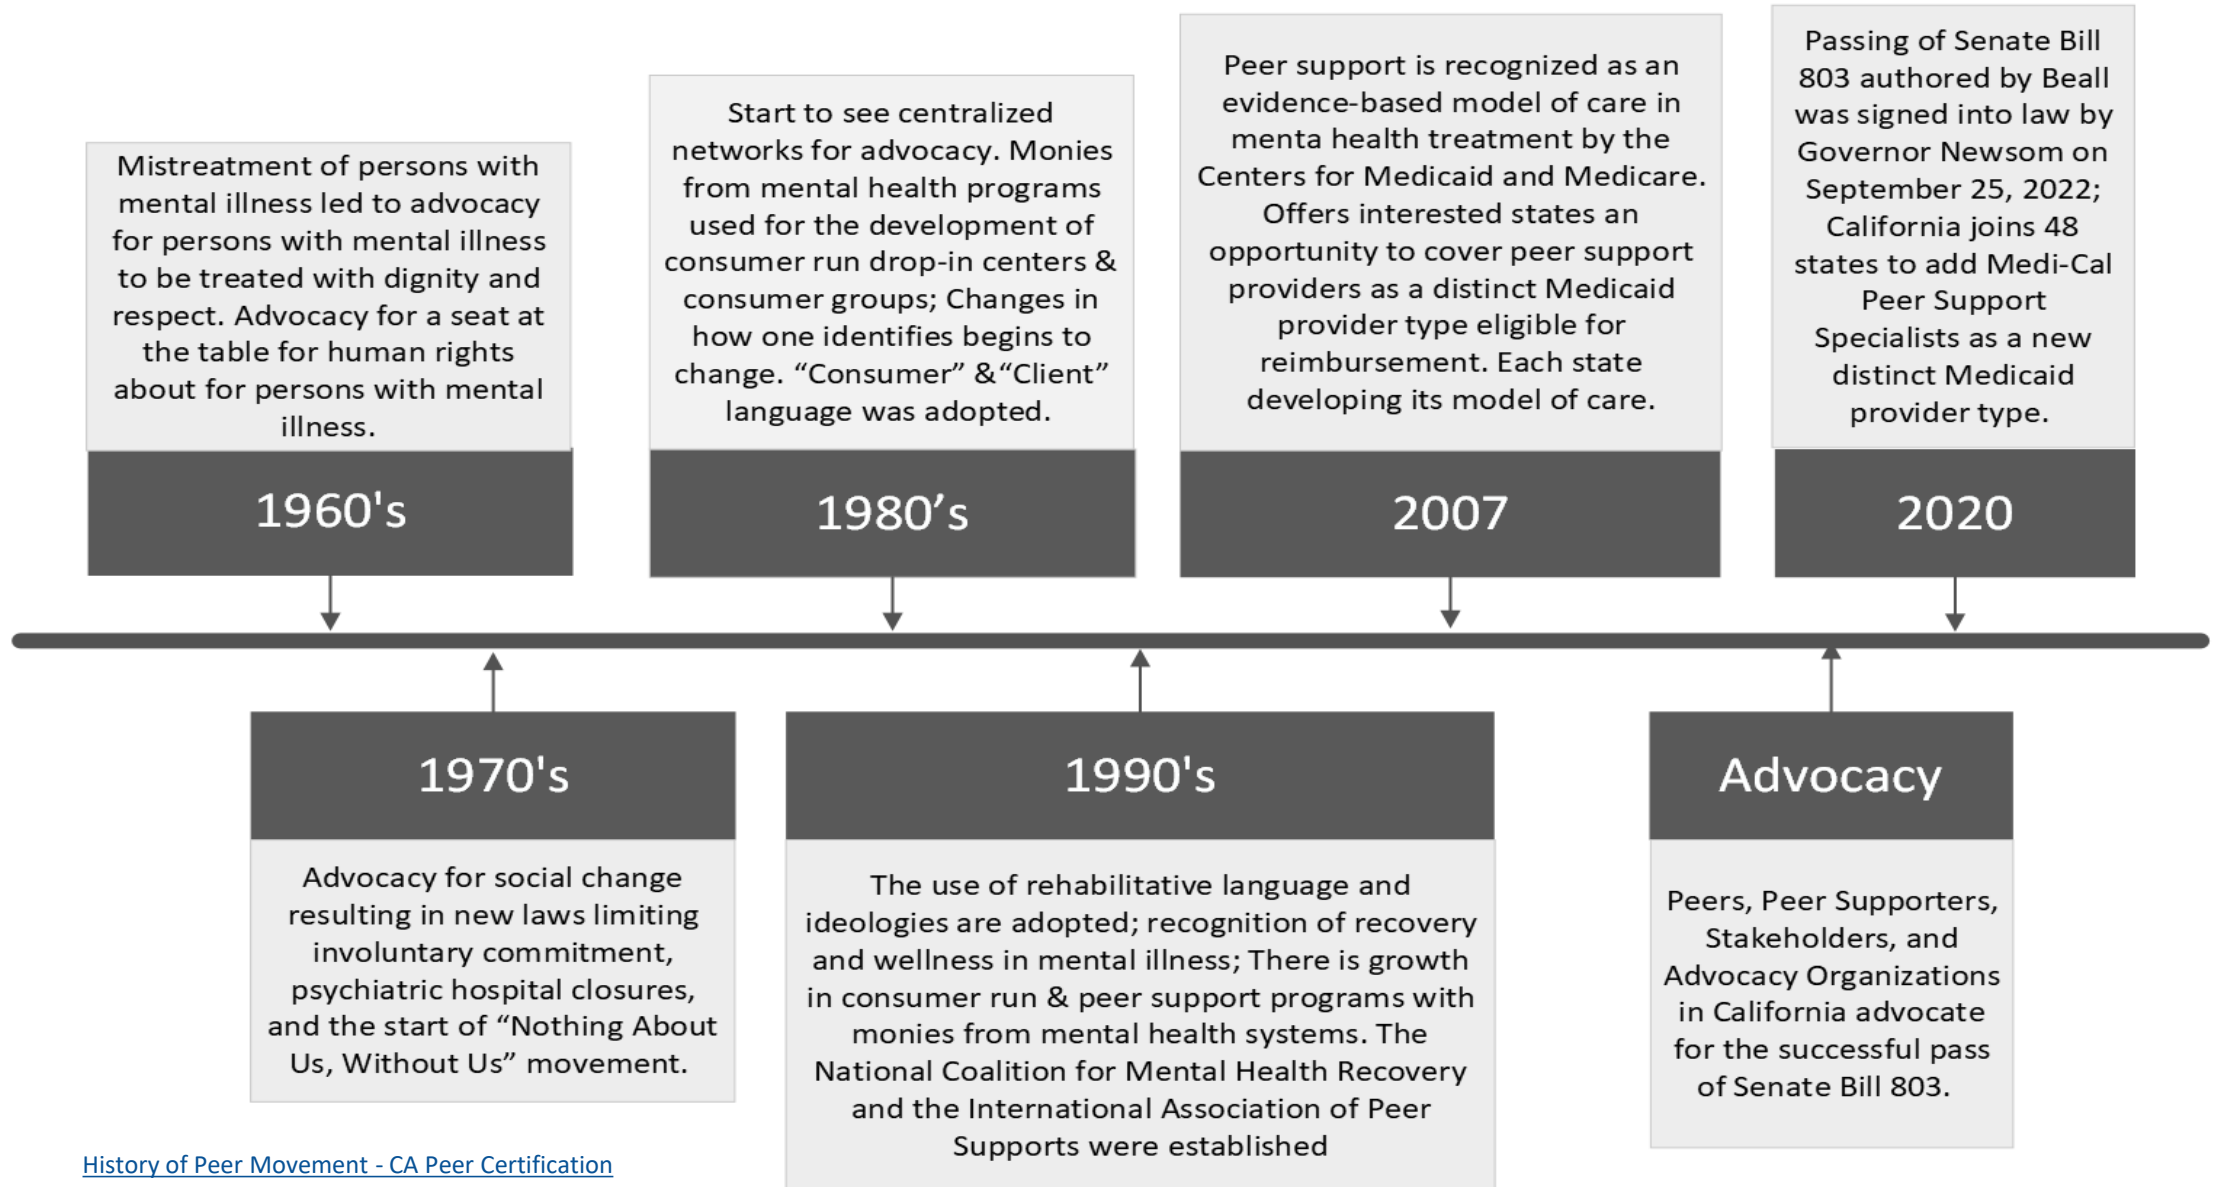 Mistreatment of persons with
mental illness led to advocacy
for persons with mental illness
to be treated with dignity and
respect. Advocacy for a seat at
the table for human rights
about for persons with mental
illness.
1960's
Start to see centralized
networks for advocacy. Monies
from mental health programs
used for the development of
consumer run drop-in centers &
consumer groups; Changes in
how one identifies begins to
change. “Consumer” &“Client”
language was adopted.
1980’s
Peer support is recognized as an
evidence-based model of care in
menta health treatment by the
Centers for Medicaid and Medicare.
Offers interested states an
opportunity to cover peer support
providers as a distinct Medicaid
provider type eligible for
reimbursement. Each state
developing its model of care.
2007
Passing of Senate Bill
803 authored by Beall
was signed into law by
Governor Newsom on
September 25, 2022;
California joins 48
states to add Medi-Cal
Peer Support
Specialists as a new
distinct Medicaid
provider type.
2020
1970's
Advocacy for social change
resulting in new laws limiting
involuntary commitment,
psychiatric hospital closures,
and the start of “Nothing About
Us, Without Us” movement.
1990's
The use of rehabilitative language and
ideologies are adopted; recognition of recovery
and wellness in mental illness; There is growth
in consumer run & peer support programs with
monies from mental health systems. The
National Coalition for Mental Health Recovery
and the International Association of Peer
Supports were established
Advocacy
Peers, Peer Supporters,
Stakeholders, and
Advocacy Organizations
in California advocate
for the successful pass
of Senate Bill 803.
History of Peer Movement - CA Peer Certification